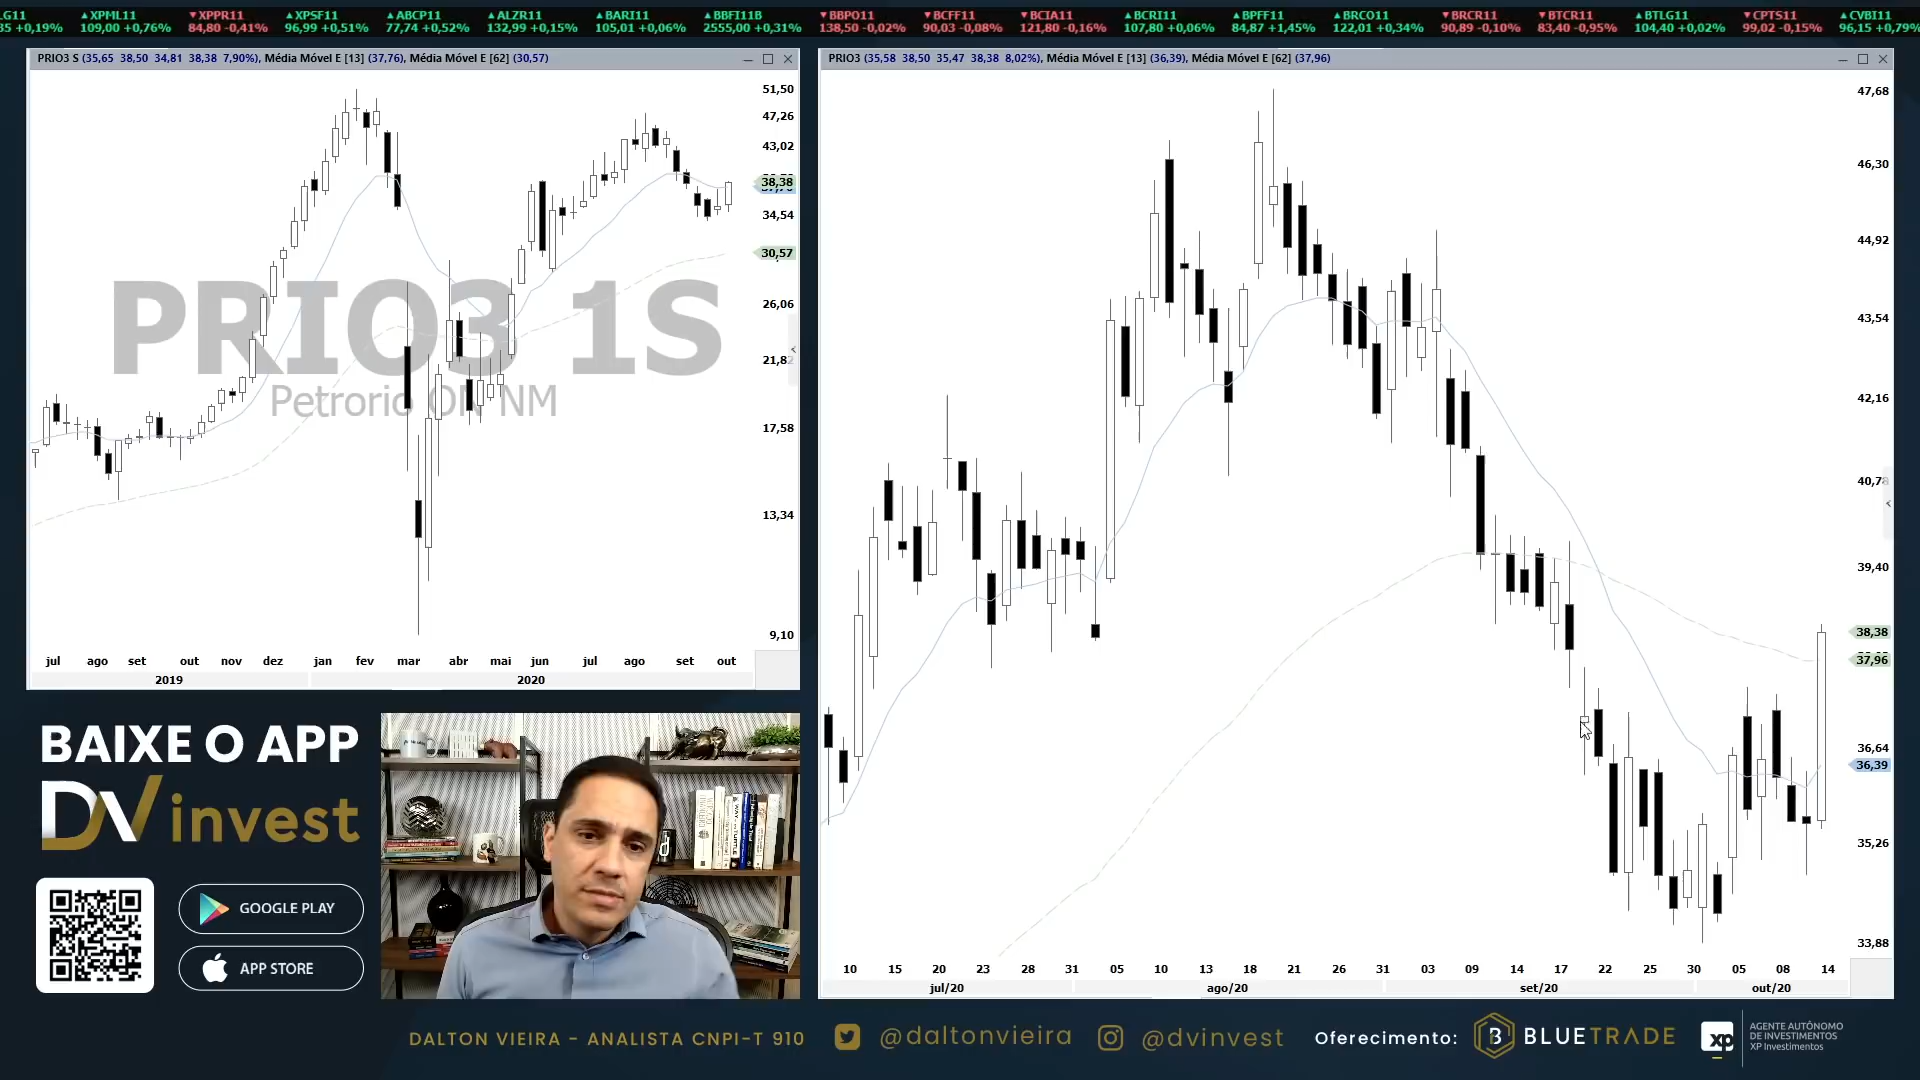 XPML11 XPPR11 XPSF11 ABCP11 ALZR11 BARI11 BBFI11B BBPO11 BCFF11 BCIA11 BCRI11 BPFF11 BRCO11 BRCR11 BTCR11 BTLG11 CPTS11 CVBI11
+0,19% 109,00 +0,76% 84,80 -0,41% 96,99 +0,51% 77,74 +0,52% 132,99 +0,15% 105,01 +0,06% 2555,00 +0,31% 138,50 -0,02% 90,03 -0,08% 121,80 -0,16% 107,80 +0,06% 84,87 +1,45% 122,01 +0,34% 90,89 -0,10% 83,40 -0,95% 104,40 +0,02% 99,02 -0,15% 96,15 +0,79%
PRIO3 S (35,65 38,50 34,81 38,38 7,90%), Média Móvel E [13] (37,76), Média Móvel E [62] (30,57)
51,50
47,26
43,02
38,38
34,54
30,57
26,06
21,82
17,58
13,34
9,10
PRIO3 1S
Petrorio ON NM
jul ago set out nov dez jan fev mar abr mai jun jul ago set out
2019 2020
PRIO3 (35,58 38,50 35,47 38,38 8,02%), Média Móvel E [13] (36,39), Média Móvel E [62] (37,96)
47,68
46,30
44,92
43,54
42,16
40,78
39,40
38,38
37,96
36,64
36,39
35,26
33,88
10 15 20 23 28 31 05 10 13 18 21 26 31 03 09 14 17 22 25 30 05 08 14
jul/20 ago/20 set/20 out/20
BAIXE O APP
DV invest
GOOGLE PLAY
APP STORE
DALTON VIEIRA - ANALISTA CNPI-T 910
@daltonvieira
@dvinvest
Oferecimento:
BLUETRADE
xp
AGENTE AUTÔNOMO
DE INVESTIMENTOS
XP Investimentos